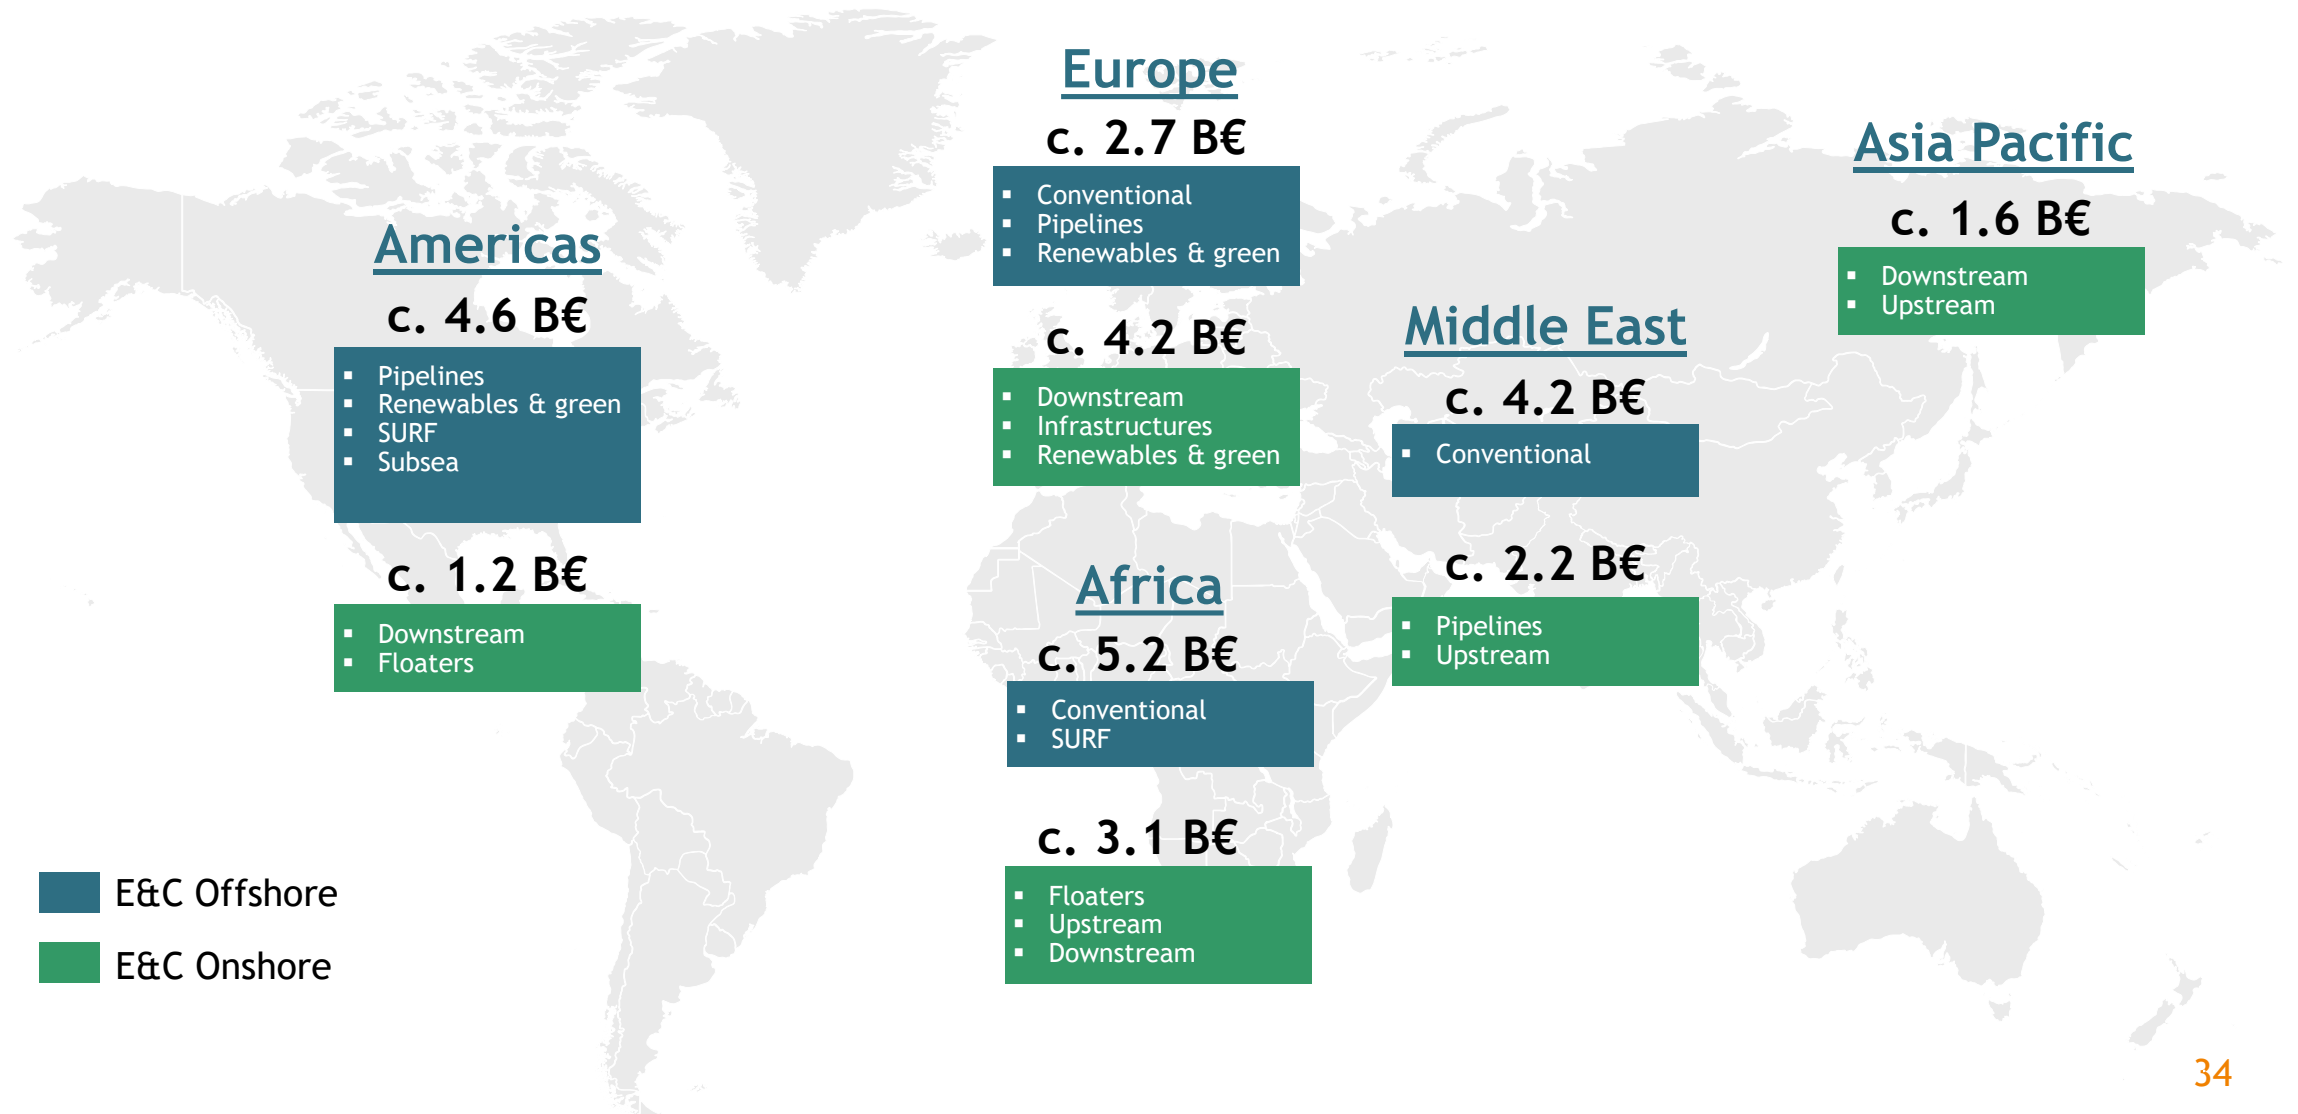 Americas
c. 4.6 B€
Pipelines
Renewables & green
SURF
Subsea
c. 1.2 B€
Downstream
Floaters
Europe
c. 2.7 B€
Conventional
Pipelines
Renewables & green
c. 4.2 B€
Downstream
Infrastructures
Renewables & green
Africa
c. 5.2 B€
Conventional
SURF
c. 3.1 B€
Floaters
Upstream
Downstream
Middle East
c. 4.2 B€
Conventional
c. 2.2 B€
Pipelines
Upstream
Asia Pacific
c. 1.6 B€
Downstream
Upstream
E&C Offshore
E&C Onshore
34